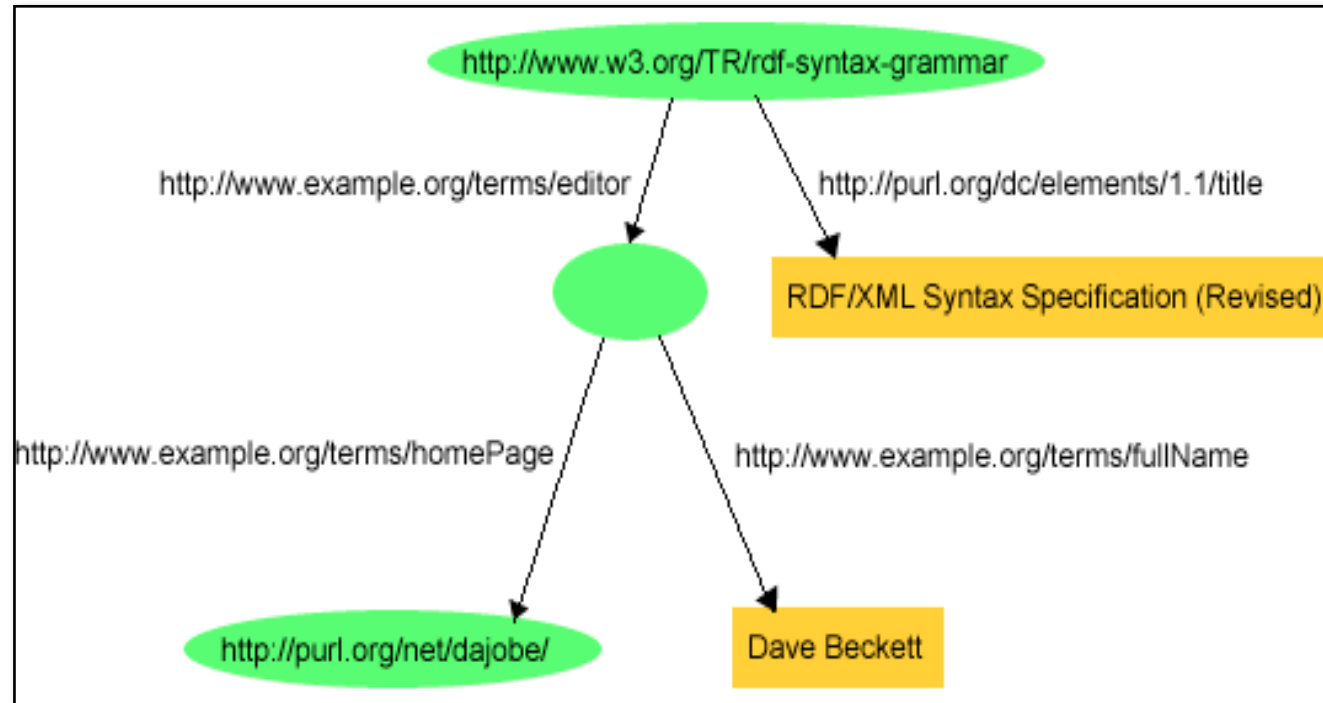 http://www.w3.org/TR/rdf-syntax-grammar
http://www.example.org/terms/editor
http://purl.org/dc/elements/1.1/title
RDF/XML Syntax Specification (Revised)
http://www.example.org/terms/homePage
http://www.example.org/terms/fullName
http://purl.org/net/dajobe/
Dave Beckett